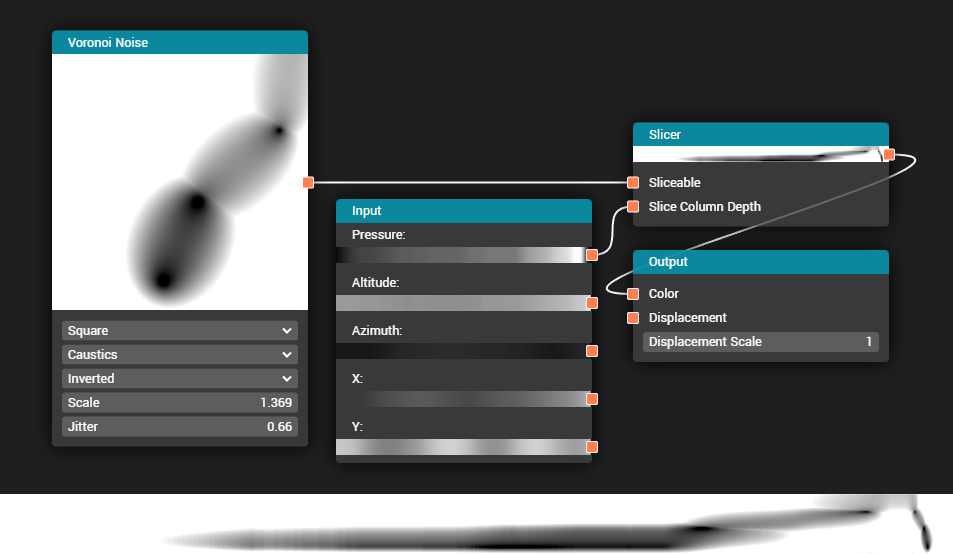 Voronoi Noise
Square
Caustics
Inverted
Scale 1.369
Jitter 0.66
Input
Pressure:
Altitude:
Azimuth:
X:
Y:
Slicer
Sliceable
Slice Column Depth
Output
Color
Displacement
Displacement Scale 1